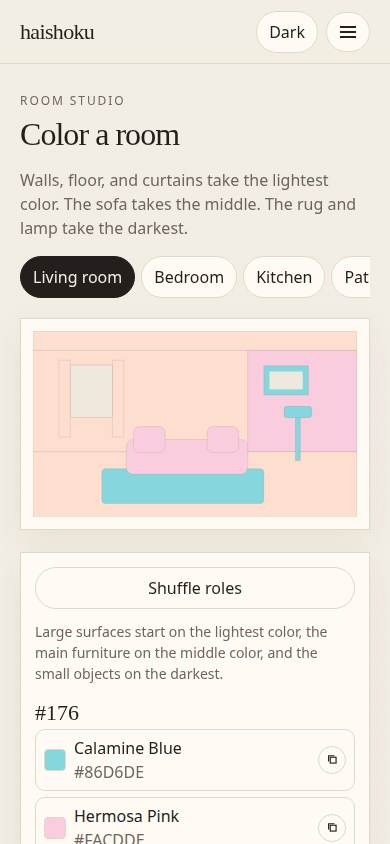 haishoku
Dark
ROOM STUDIO
Color a room
Walls, floor, and curtains take the lightest
color. The sofa takes the middle. The rug and
lamp take the darkest.
Living room
Bedroom
Kitchen
Pat
Shuffle roles
Large surfaces start on the lightest color, the
main furniture on the middle color, and the
small objects on the darkest.
#176
Calamine Blue
#86D6DE
Hermosa Pink
#FACDDF